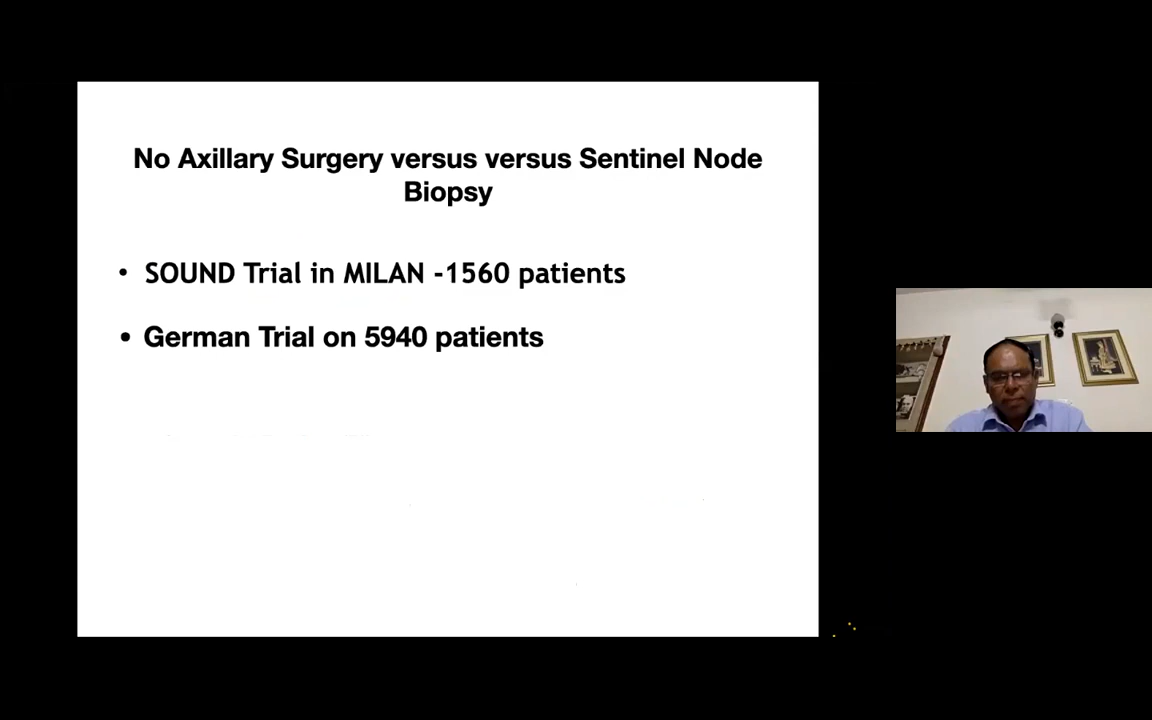 No Axillary Surgery versus versus Sentinel Node
Biopsy
• SOUND Trial in MILAN -1560 patients
• German Trial on 5940 patients